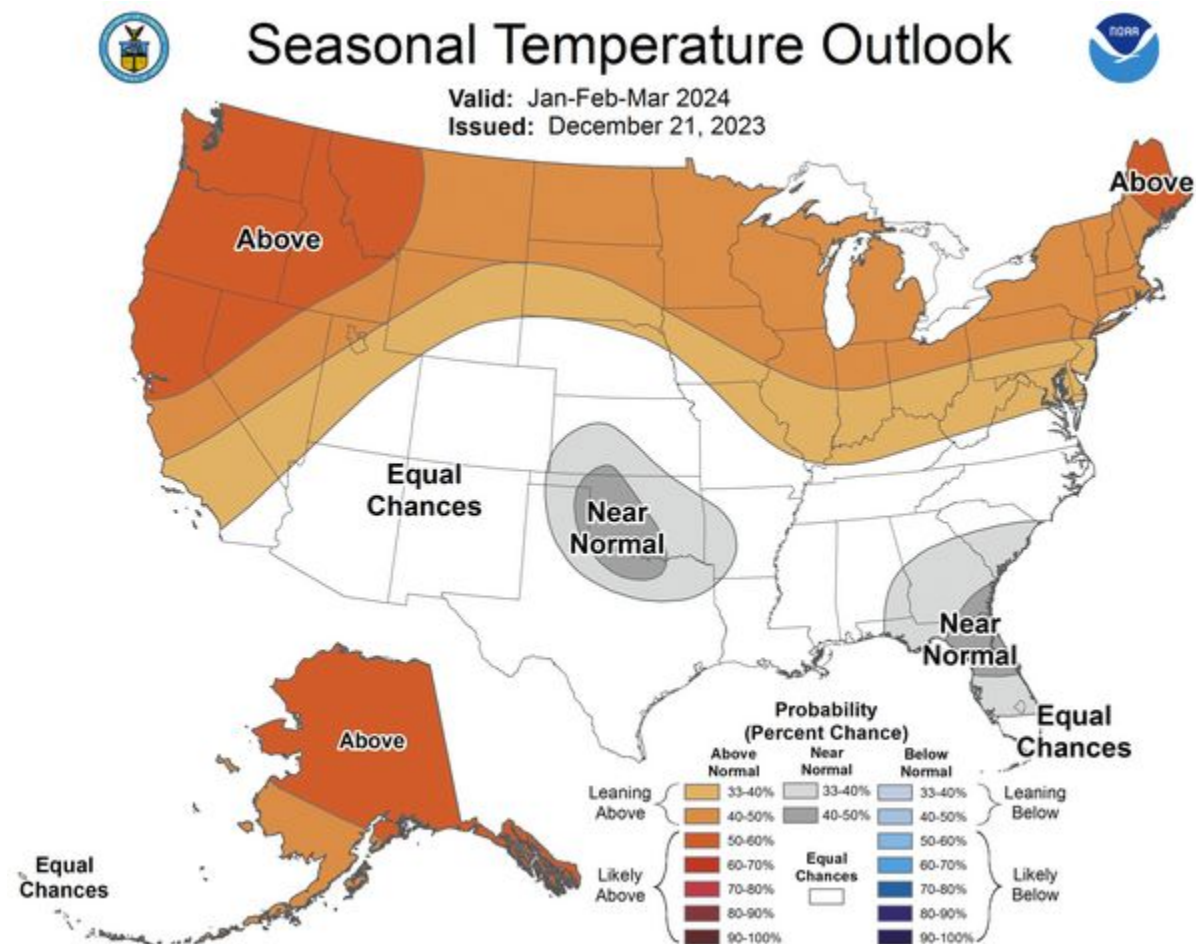 NOAA
Seasonal Temperature Outlook
Valid: Jan-Feb-Mar 2024
Issued: December 21, 2023
Above
Above
Equal
Chances
Near
Normal
Near
Normal
Above
Equal
Chances
Equal
Chances
Probability
(Percent Chance)
Above
Normal
Near
Normal
Below
Normal
Leaning
Above
33-40%
40-50%
33-40%
40-50%
33-40%
40-50%
Leaning
Below
Likely
Above
50-60%
60-70%
70-80%
80-90%
90-100%
Equal
Chances
50-60%
60-70%
70-80%
80-90%
90-100%
Likely
Below